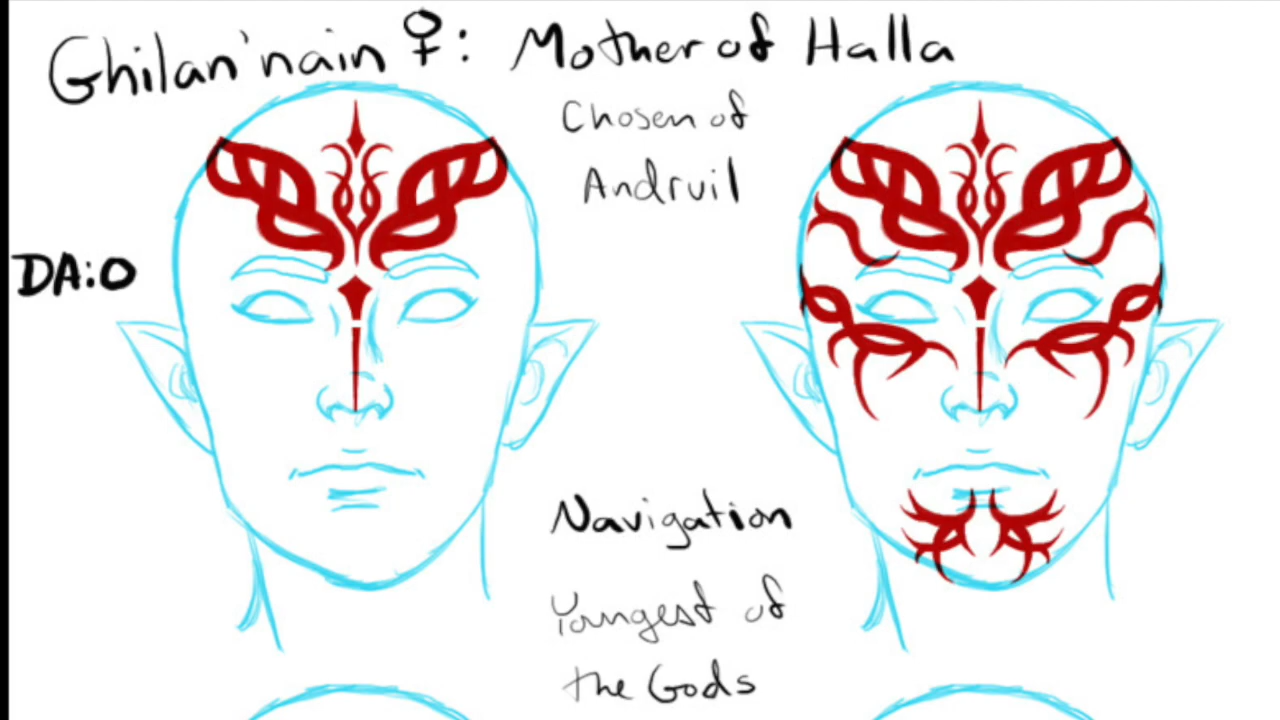 Ghilan'nain ♀: Mother of Halla
Chosen of
Andruil
DA:O
Navigation
Youngest of
the Gods